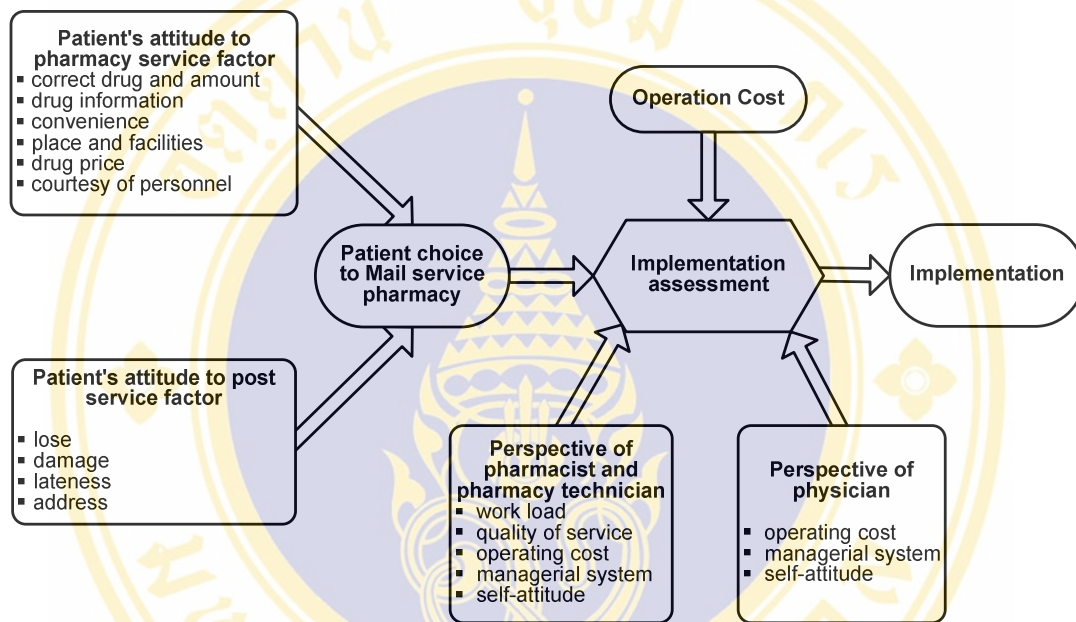 Patient's attitude to
pharmacy service factor
▪ correct drug and amount
▪ drug information
▪ convenience
▪ place and facilities
▪ drug price
▪ courtesy of personnel
Operation Cost
Patient choice
to Mail service
pharmacy
Implementation
assessment
Implementation
Patient's attitude to post
service factor
▪ lose
▪ damage
▪ lateness
▪ address
Perspective of
pharmacist and
pharmacy technician
▪ work load
▪ quality of service
▪ operating cost
▪ managerial system
▪ self-attitude
Perspective of
physician
▪ operating cost
▪ managerial system
▪ self-attitude